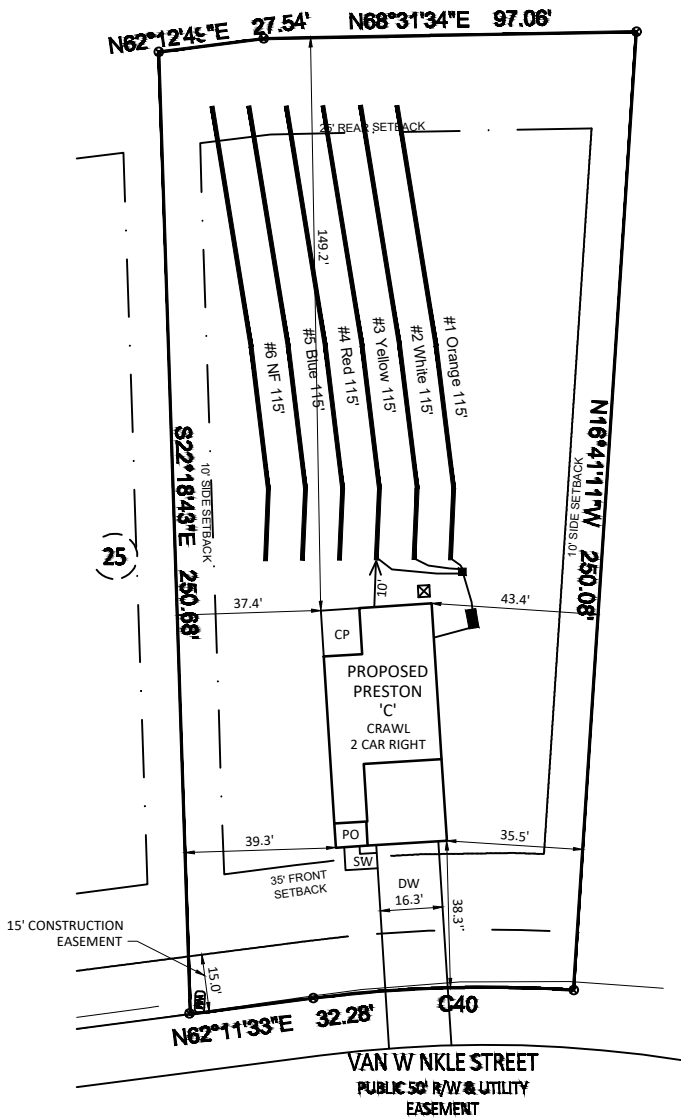 N62°12'49"E 27.54'
N68°31'34"E 97.06'
25' REAR SETBACK
149.2'
#1 Orange 115'
#2 White 115'
#3 Yellow 115'
#4 Red 115'
#5 Blue 115'
#6 NF 115'
S22°18'43"E 250.68'
10' SIDE SETBACK
N16°41'11"W 250.08'
10' SIDE SETBACK
25
10'
37.4'
43.4'
CP
PROPOSED
PRESTON
'C'
CRAWL
2 CAR RIGHT
PO
39.3'
35.5'
SW
35' FRONT
SETBACK
DW
16.3'
38.3''
15' CONSTRUCTION
EASEMENT
15.0'
N62°11'33"E 32.28'
C40
VAN W NKLE STREET
PUBLIC 50' R/W & UTILITY
EASEMENT